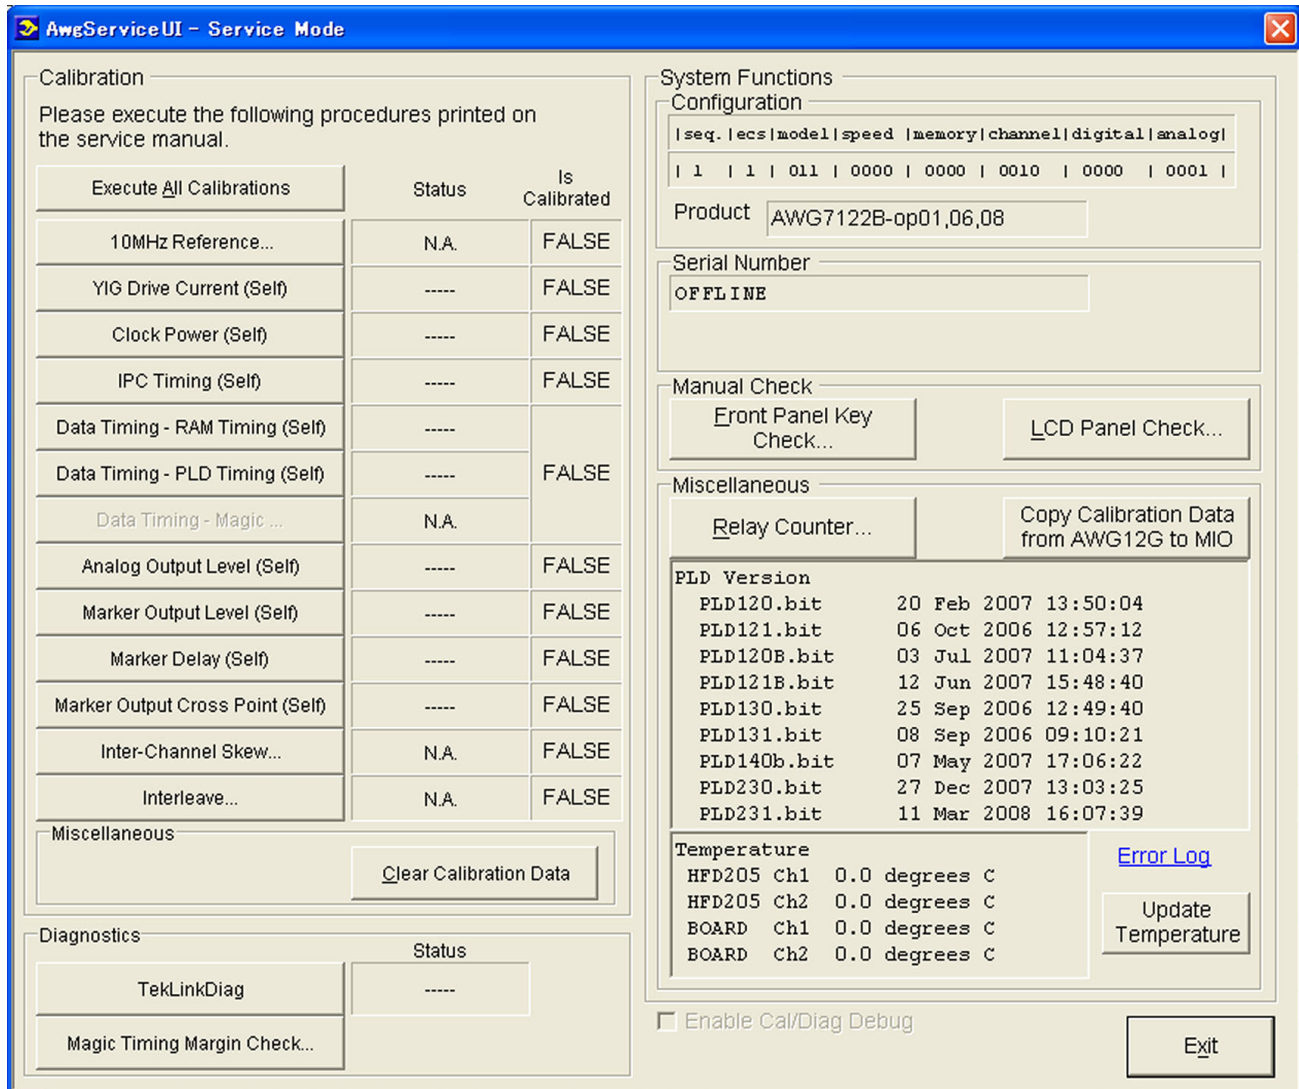 AwgServiceUI - Service Mode
Calibration
Please execute the following procedures printed on
the service manual.
Execute All Calibrations
Status
Is
Calibrated
10MHz Reference... N.A. FALSE
YIG Drive Current (Self) ----- FALSE
Clock Power (Self) ----- FALSE
IPC Timing (Self) ----- FALSE
Data Timing - RAM Timing (Self) -----
Data Timing - PLD Timing (Self) ----- FALSE
Data Timing - Magic ... N.A.
Analog Output Level (Self) ----- FALSE
Marker Output Level (Self) ----- FALSE
Marker Delay (Self) ----- FALSE
Marker Output Cross Point (Self) ----- FALSE
Inter-Channel Skew... N.A. FALSE
Interleave... N.A. FALSE
Miscellaneous
Clear Calibration Data
Diagnostics
Status
TekLinkDiag -----
Magic Timing Margin Check...
System Functions
Configuration
|seq.|ecs|model|speed |memory|channel|digital|analog|
| 1 | 1 | 011 | 0000 | 0000 | 0010 | 0000 | 0001 |
Product AWG7122B-op01,06,08
Serial Number
OFFLINE
Manual Check
Front Panel Key
Check...
LCD Panel Check...
Miscellaneous
Relay Counter...
Copy Calibration Data
from AWG12G to MIO
PLD Version
PLD120.bit 20 Feb 2007 13:50:04
PLD121.bit 06 Oct 2006 12:57:12
PLD120B.bit 03 Jul 2007 11:04:37
PLD121B.bit 12 Jun 2007 15:48:40
PLD130.bit 25 Sep 2006 12:49:40
PLD131.bit 08 Sep 2006 09:10:21
PLD140b.bit 07 May 2007 17:06:22
PLD230.bit 27 Dec 2007 13:03:25
PLD231.bit 11 Mar 2008 16:07:39
Temperature
HFD205 Ch1 0.0 degrees C
HFD205 Ch2 0.0 degrees C
BOARD Ch1 0.0 degrees C
BOARD Ch2 0.0 degrees C
Error Log
Update
Temperature
Enable Cal/Diag Debug
Exit